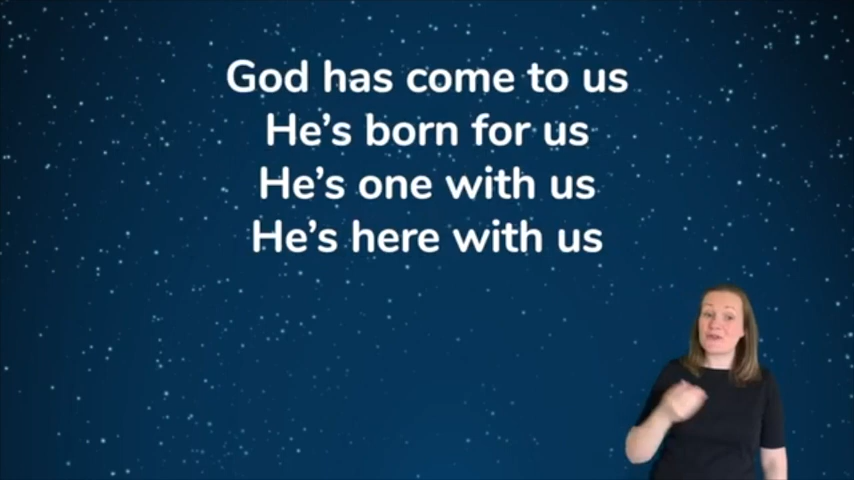 God has come to us
He’s born for us
He’s one with us
He’s here with us